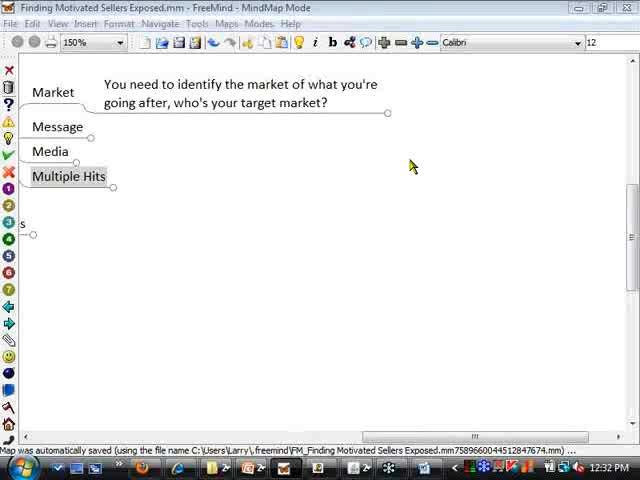 Finding Motivated Sellers Exposed.mm - FreeMind - MindMap Mode
File Edit View Insert Format Navigate Tools Maps Modes Help
150% Calibri 12
Market
You need to identify the market of what you're
going after, who's your target market?
Message
Media
Multiple Hits
s
Map was automatically saved (using the file name C:\Users\Larry\.freemind\FM_Finding Motivated Sellers Exposed.mm7589660044512847674.mm) ...
12:32 PM